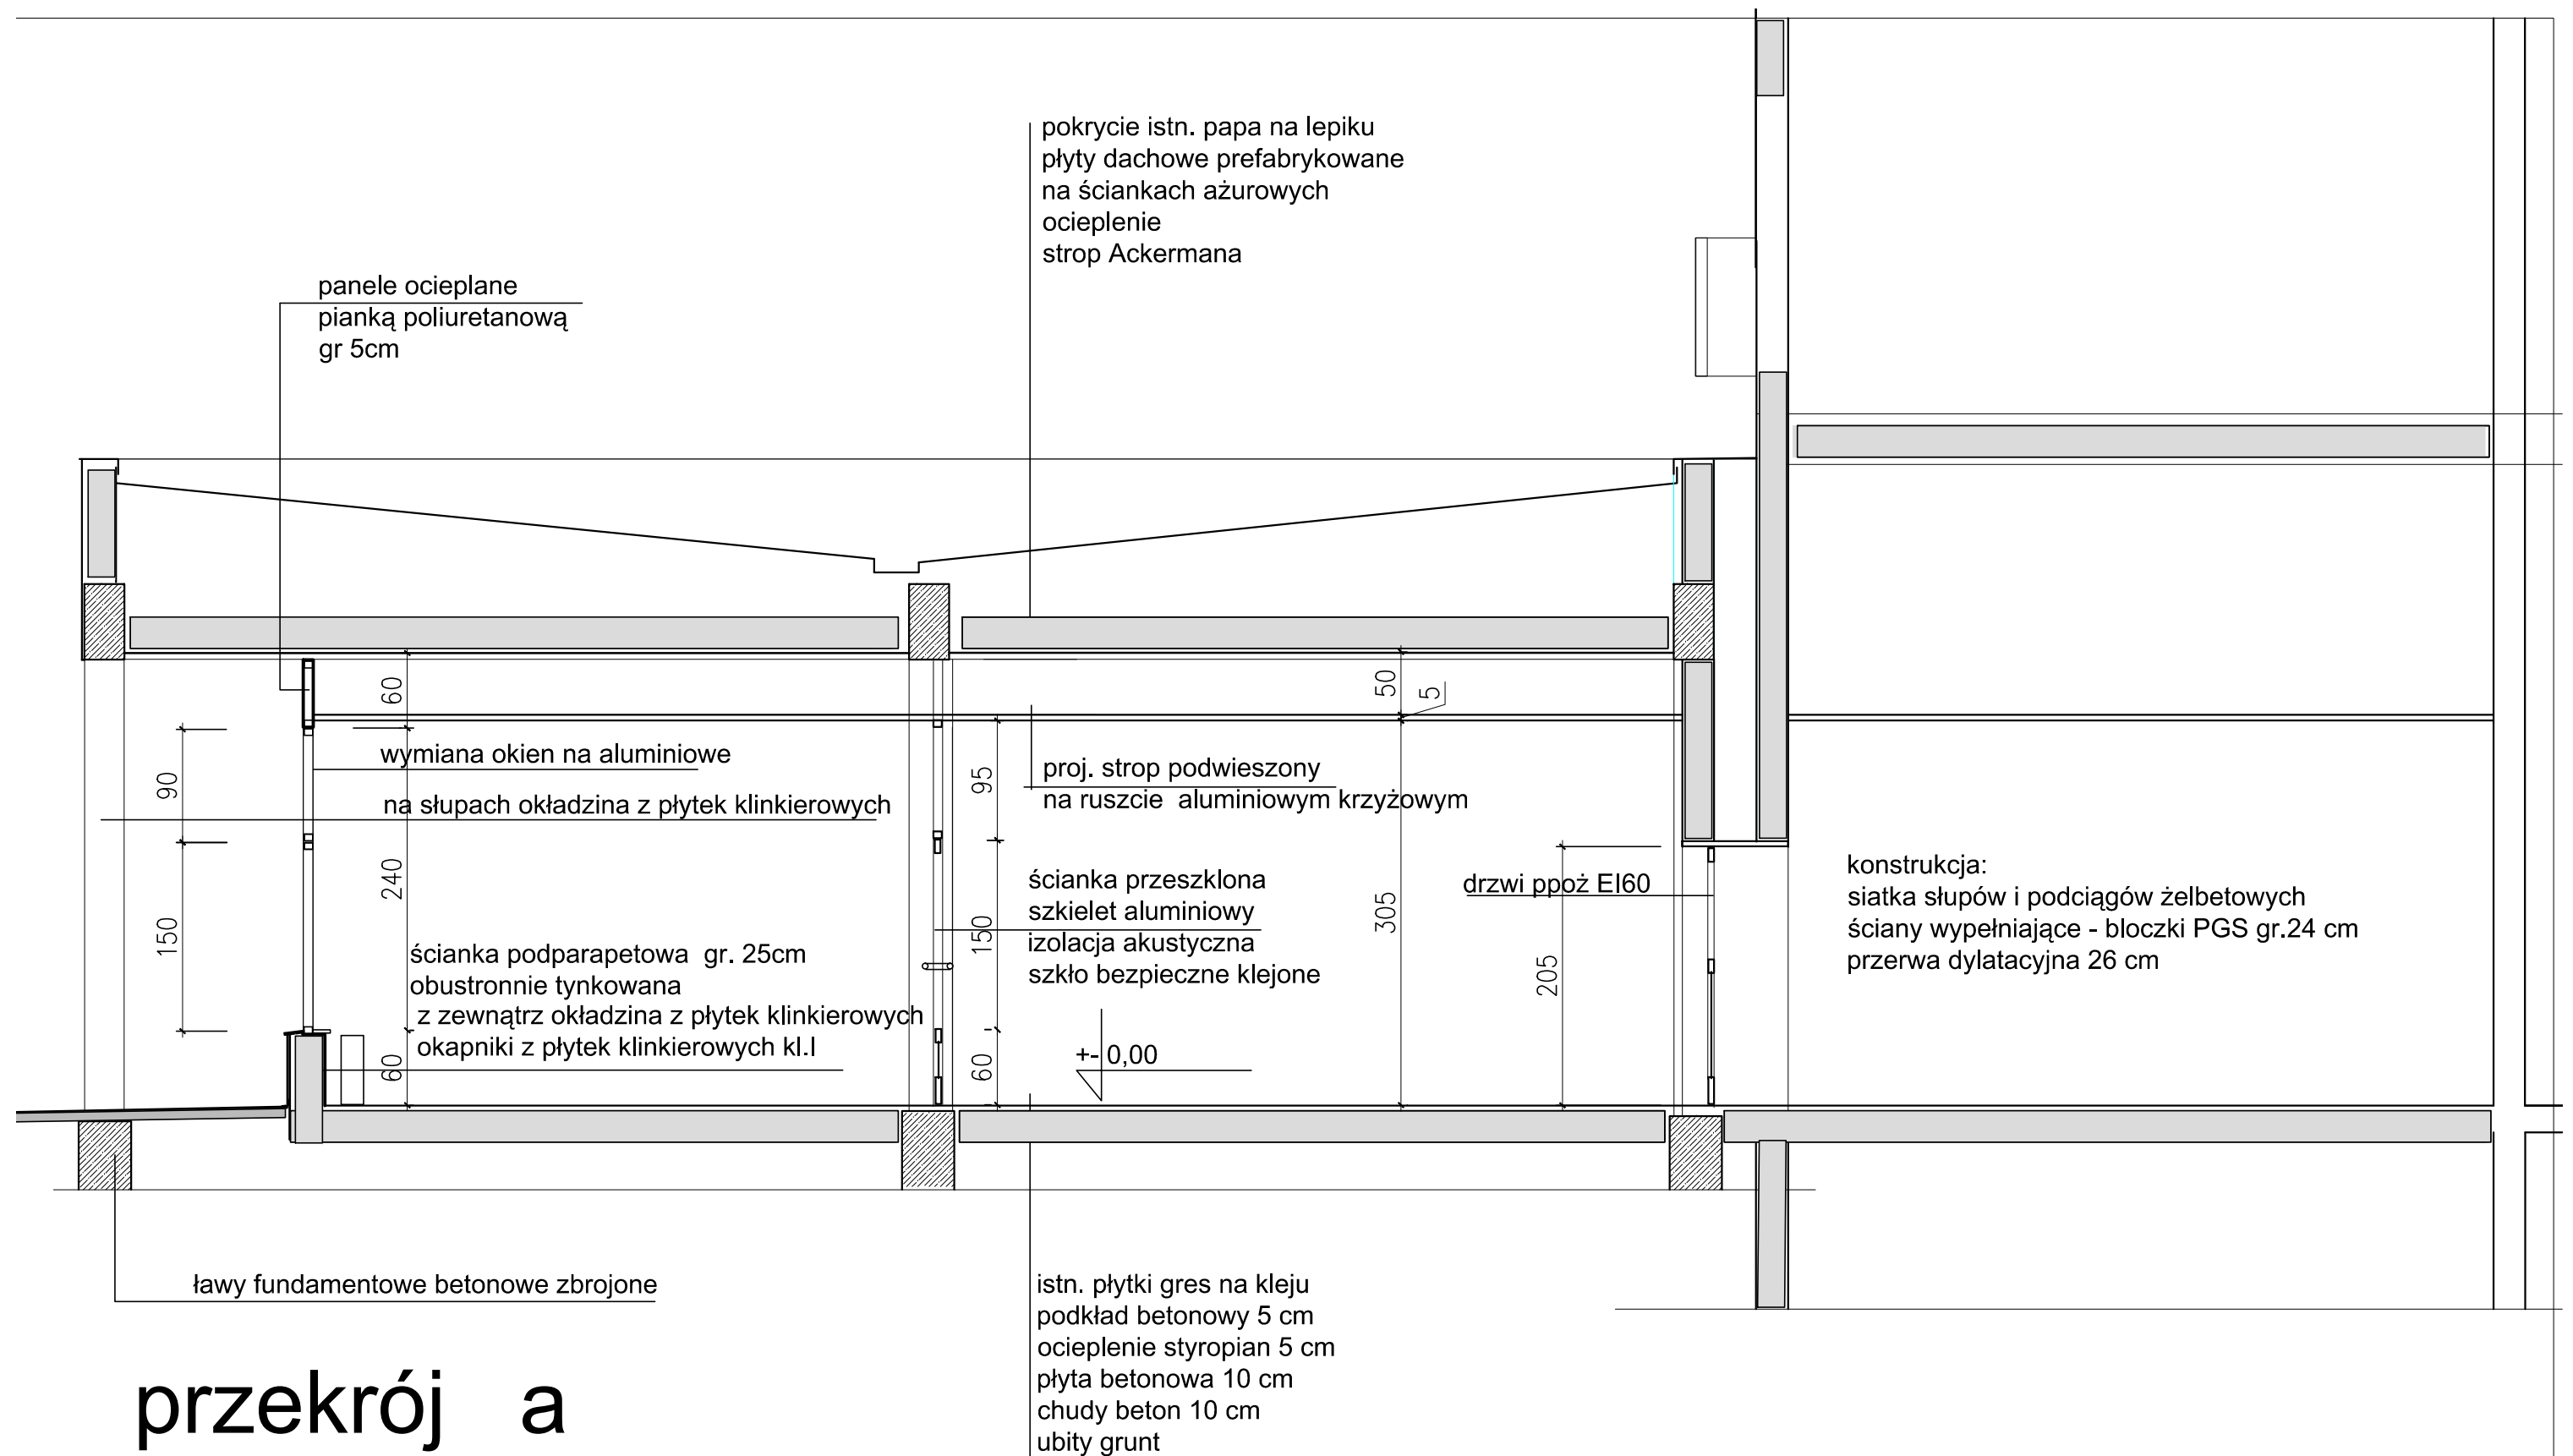 pokrycie istn. papa na lepiku
płyty dachowe prefabrykowane
na ściankach ażurowych
ocieplenie
strop Ackermana
panele ocieplane
pianką poliuretanową
gr 5cm
60
50
5
90
wymiana okien na aluminiowe
95
proj. strop podwieszony
na ruszcie aluminiowym krzyżowym
na słupach okładzina z płytek klinkierowych
240
150
ścianka przeszklona
szkielet aluminiowy
izolacja akustyczna
szkło bezpieczne klejone
150
305
drzwi ppoż EI60
205
konstrukcja:
siatka słupów i podciągów żelbetowych
ściany wypełniające - bloczki PGS gr.24 cm
przerwa dylatacyjna 26 cm
ścianka podparapetowa gr. 25cm
obustronnie tynkowana
z zewnątrz okładzina z płytek klinkierowych
okapniki z płytek klinkierowych kl.I
60
60
+- 0,00
ławy fundamentowe betonowe zbrojone
istn. płytki gres na kleju
podkład betonowy 5 cm
ocieplenie styropian 5 cm
płyta betonowa 10 cm
chudy beton 10 cm
ubity grunt
przekrój a